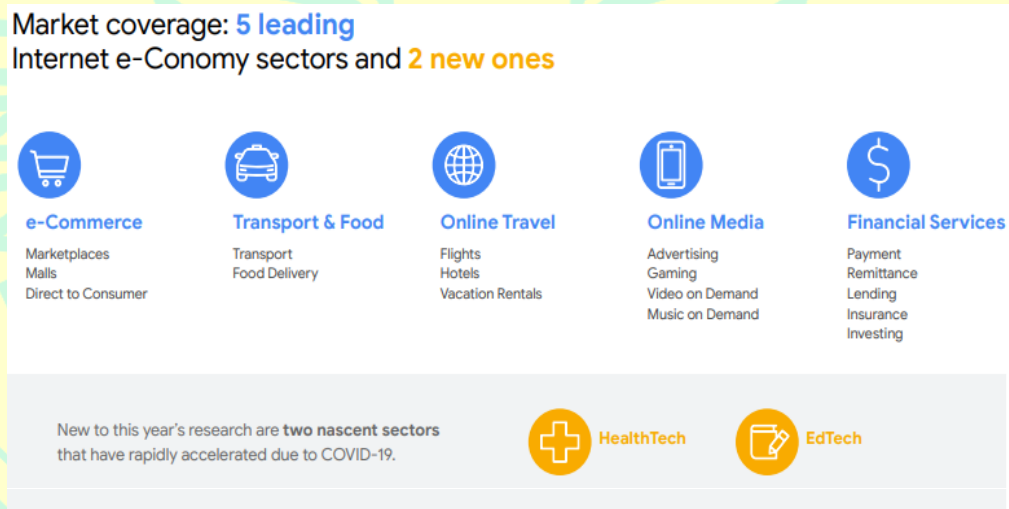 Market coverage: 5 leading
Internet e-Conomy sectors and 2 new ones
e-Commerce
Marketplaces
Malls
Direct to Consumer
Transport & Food
Transport
Food Delivery
Online Travel
Flights
Hotels
Vacation Rentals
Online Media
Advertising
Gaming
Video on Demand
Music on Demand
Financial Services
Payment
Remittance
Lending
Insurance
Investing
New to this year's research are two nascent sectors
that have rapidly accelerated due to COVID-19.
HealthTech
EdTech